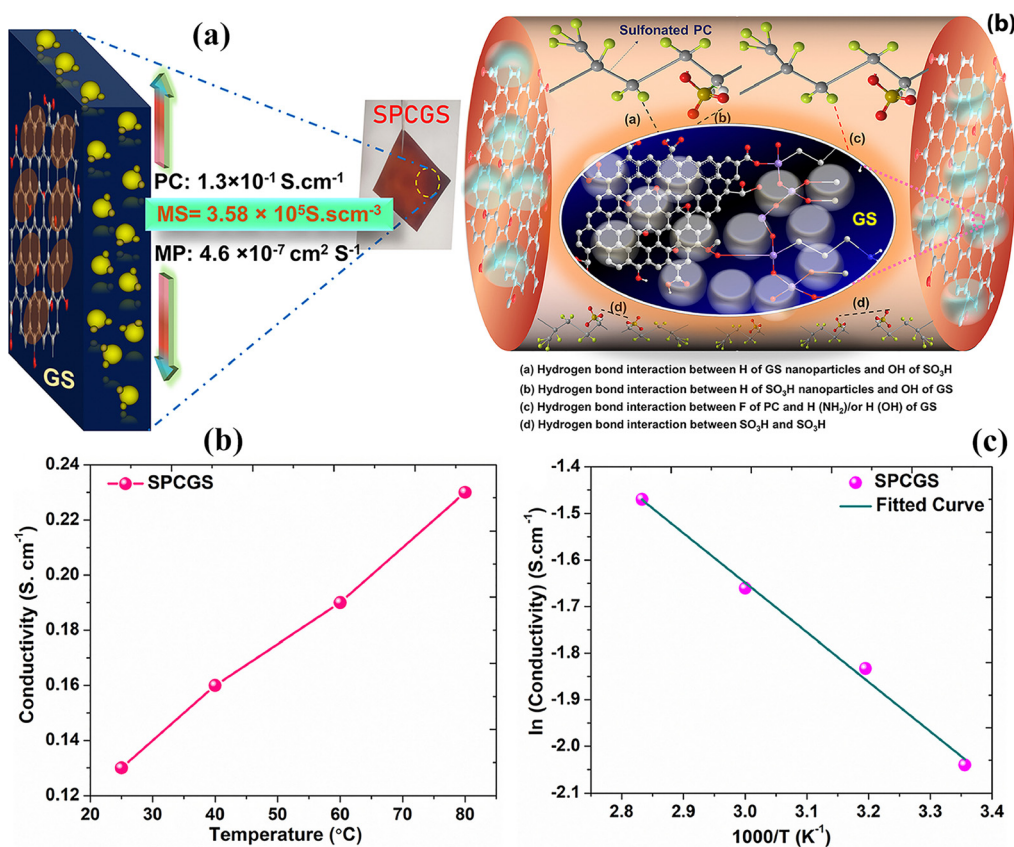 (a)
SPCGS
PC: 1.3×10⁻¹ S.cm⁻¹
MS= 3.58 × 10⁵S.scm⁻³
MP: 4.6 ×10⁻⁷ cm² S⁻¹
GS
(b)
Sulfonated PC
(a)
(b)
(c)
GS
(d)
(d)
(a) Hydrogen bond interaction between H of GS nanoparticles and OH of SO₃H
(b) Hydrogen bond interaction between H of SO₃H nanoparticles and OH of GS
(c) Hydrogen bond interaction between F of PC and H (NH₂)/or H (OH) of GS
(d) Hydrogen bond interaction between SO₃H and SO₃H
(b)
SPCGS
Conductivity (S. cm⁻¹)
0.24
0.22
0.20
0.18
0.16
0.14
0.12
20 30 40 50 60 70 80
Temperature (°C)
(c)
SPCGS
Fitted Curve
ln (Conductivity) (S.cm⁻¹)
-1.4
-1.5
-1.6
-1.7
-1.8
-1.9
-2.0
-2.1
2.8 2.9 3.0 3.1 3.2 3.3 3.4
1000/T (K⁻¹)